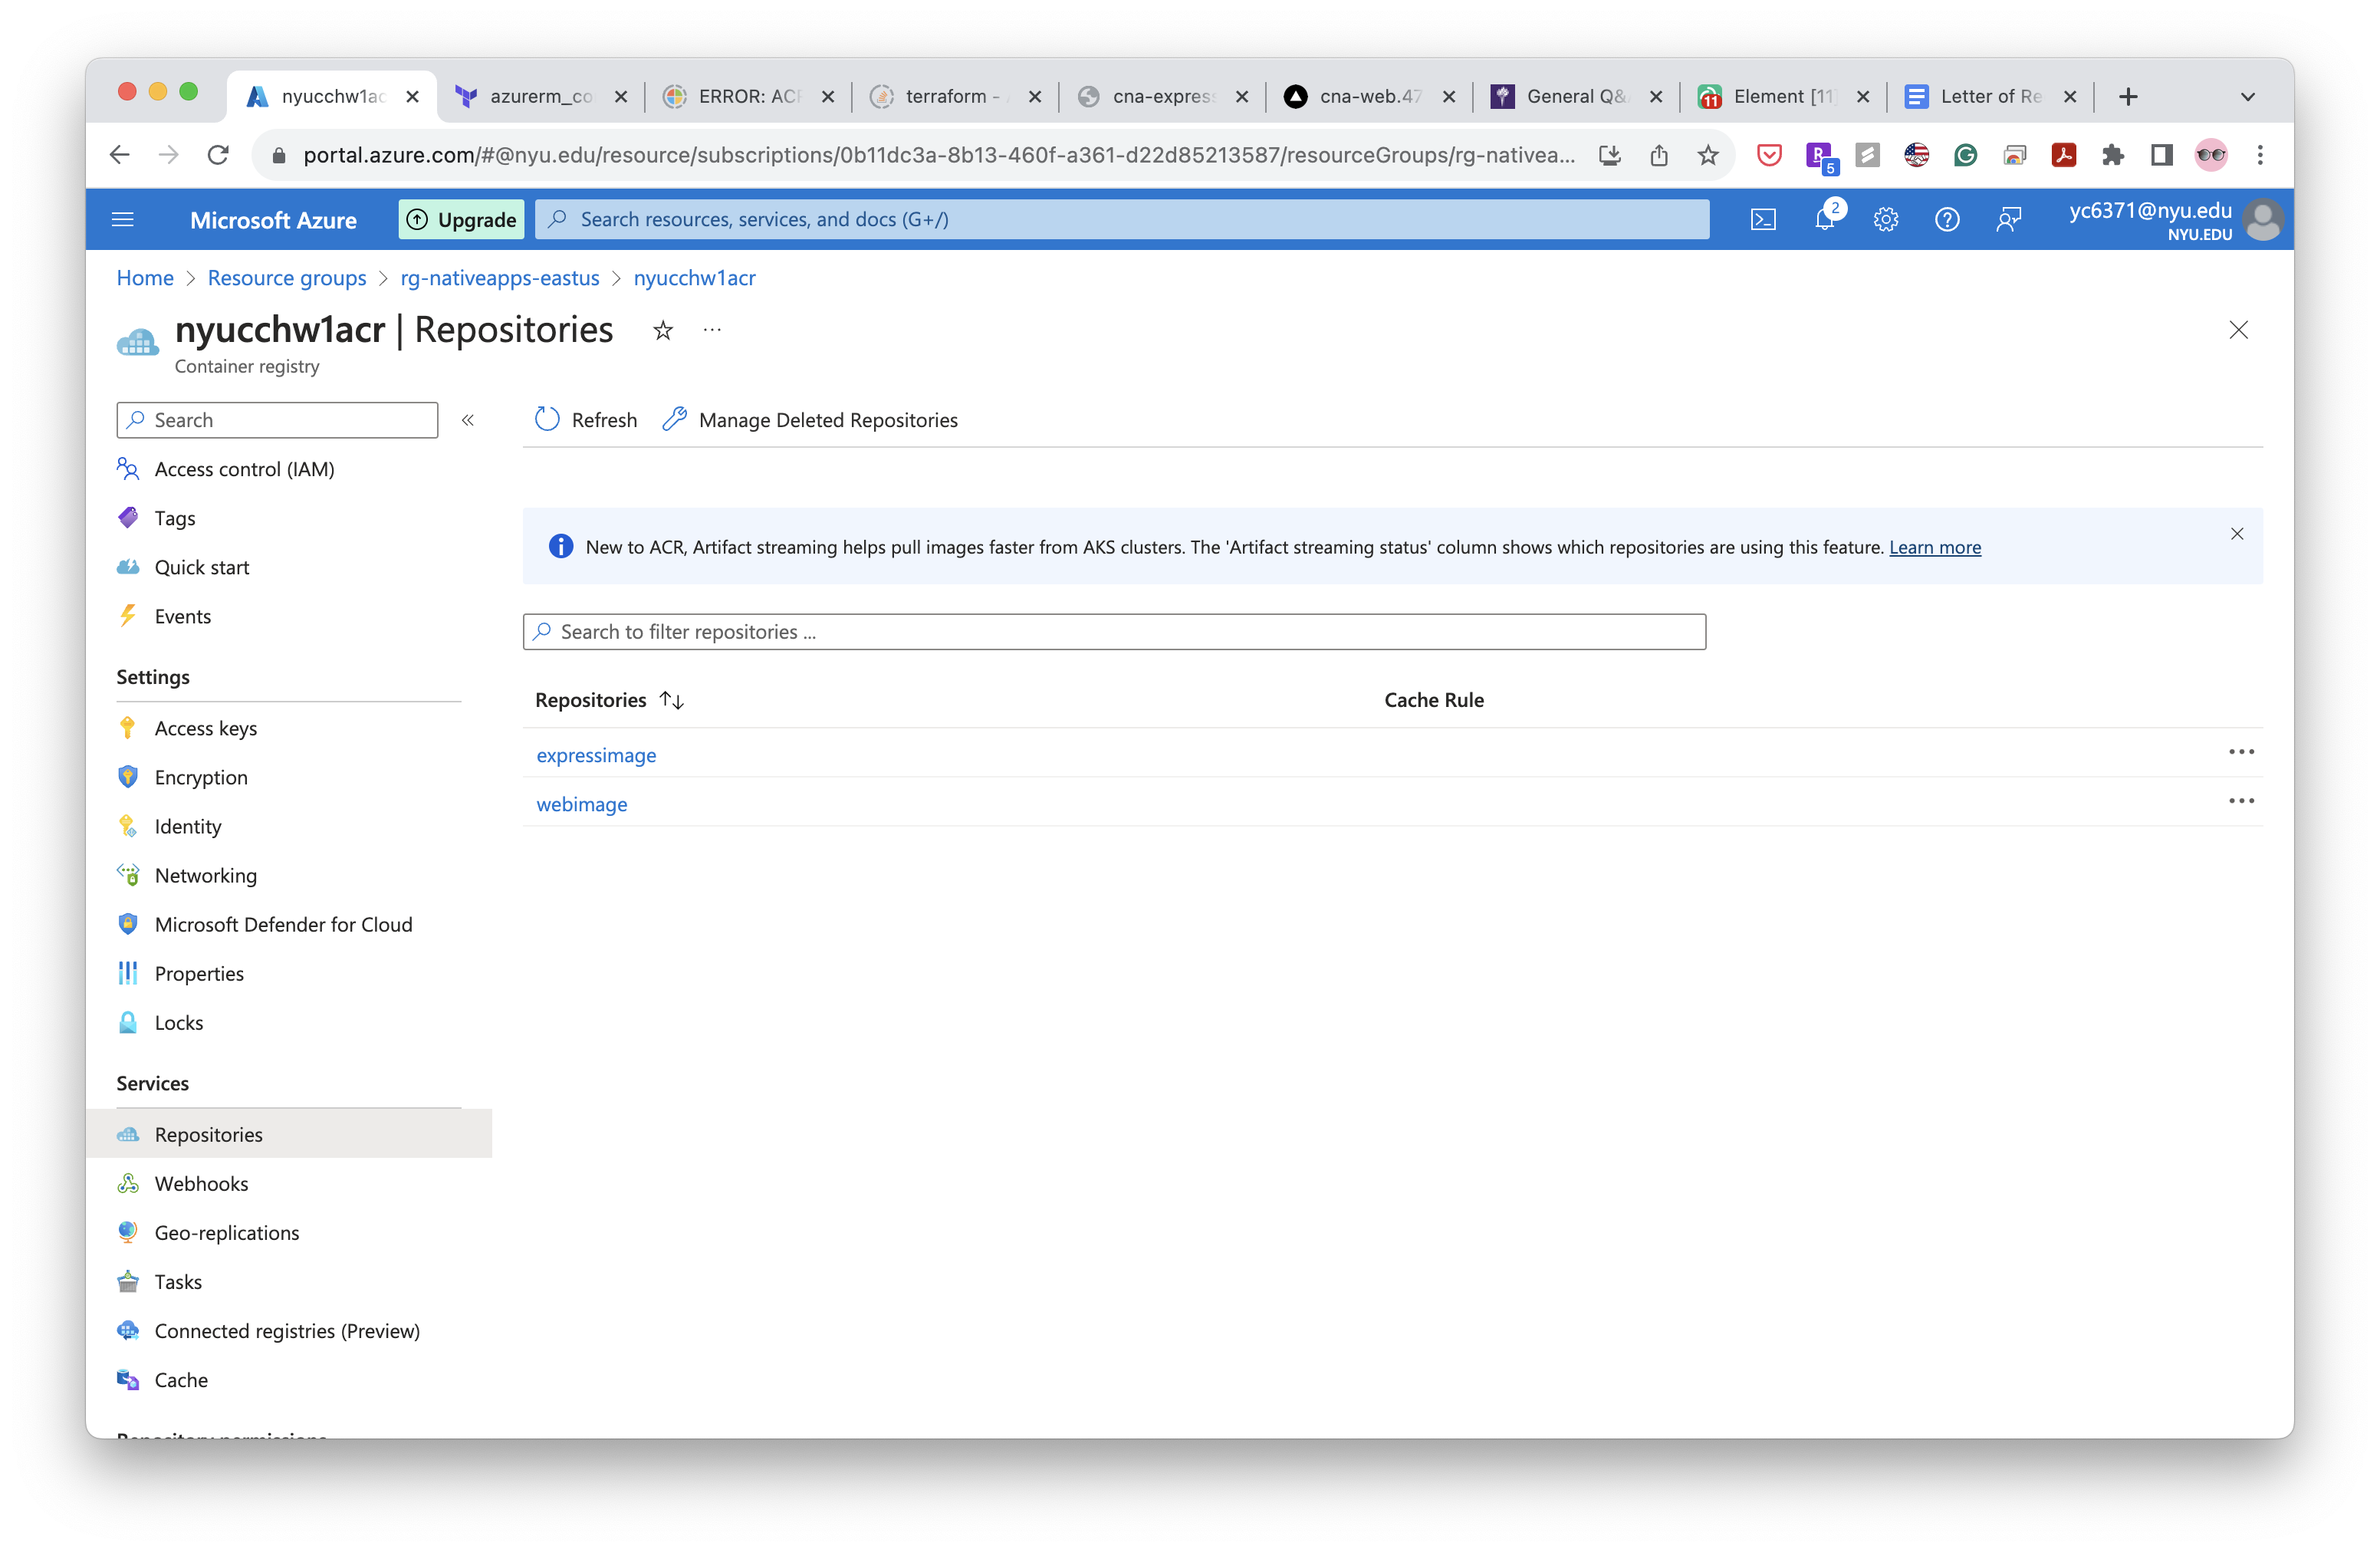 nyucchw1ac
azurerm_co
ERROR: ACR
terraform -
cna-express
cna-web.47
General Q&
Element [11]
Letter of Re
portal.azure.com/#@nyu.edu/resource/subscriptions/0b11dc3a-8b13-460f-a361-d22d85213587/resourceGroups/rg-nativea...
5
Microsoft Azure
Upgrade
Search resources, services, and docs (G+/)
2
yc6371@nyu.edu
NYU.EDU
Home > Resource groups > rg-nativeapps-eastus > nyucchw1acr
nyucchw1acr | Repositories
Container registry
Search
Refresh
Manage Deleted Repositories
Access control (IAM)
Tags
Quick start
Events
Settings
Access keys
Encryption
Identity
Networking
Microsoft Defender for Cloud
Properties
Locks
Services
Repositories
Webhooks
Geo-replications
Tasks
Connected registries (Preview)
Cache
Repository permissions
New to ACR, Artifact streaming helps pull images faster from AKS clusters. The 'Artifact streaming status' column shows which repositories are using this feature. Learn more
Search to filter repositories ...
Repositories
Cache Rule
expressimage
webimage